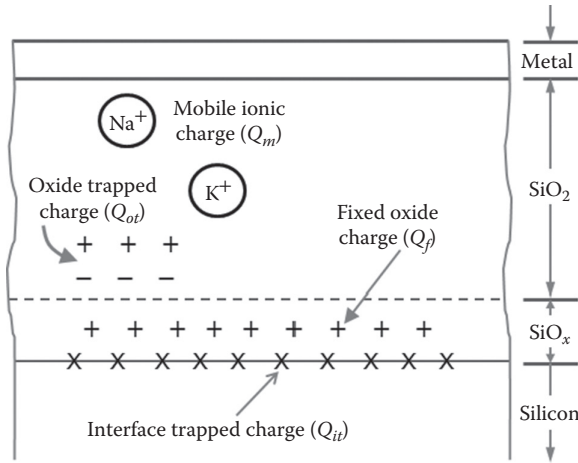 Metal
Na+
Mobile ionic
charge (Qm)
K+
SiO2
Oxide trapped
charge (Qot)
Fixed oxide
charge (Qf)
+ + +
− − −
+ + + + + + + + +
SiOx
X X X X X X X X X X
Interface trapped charge (Qit)
Silicon